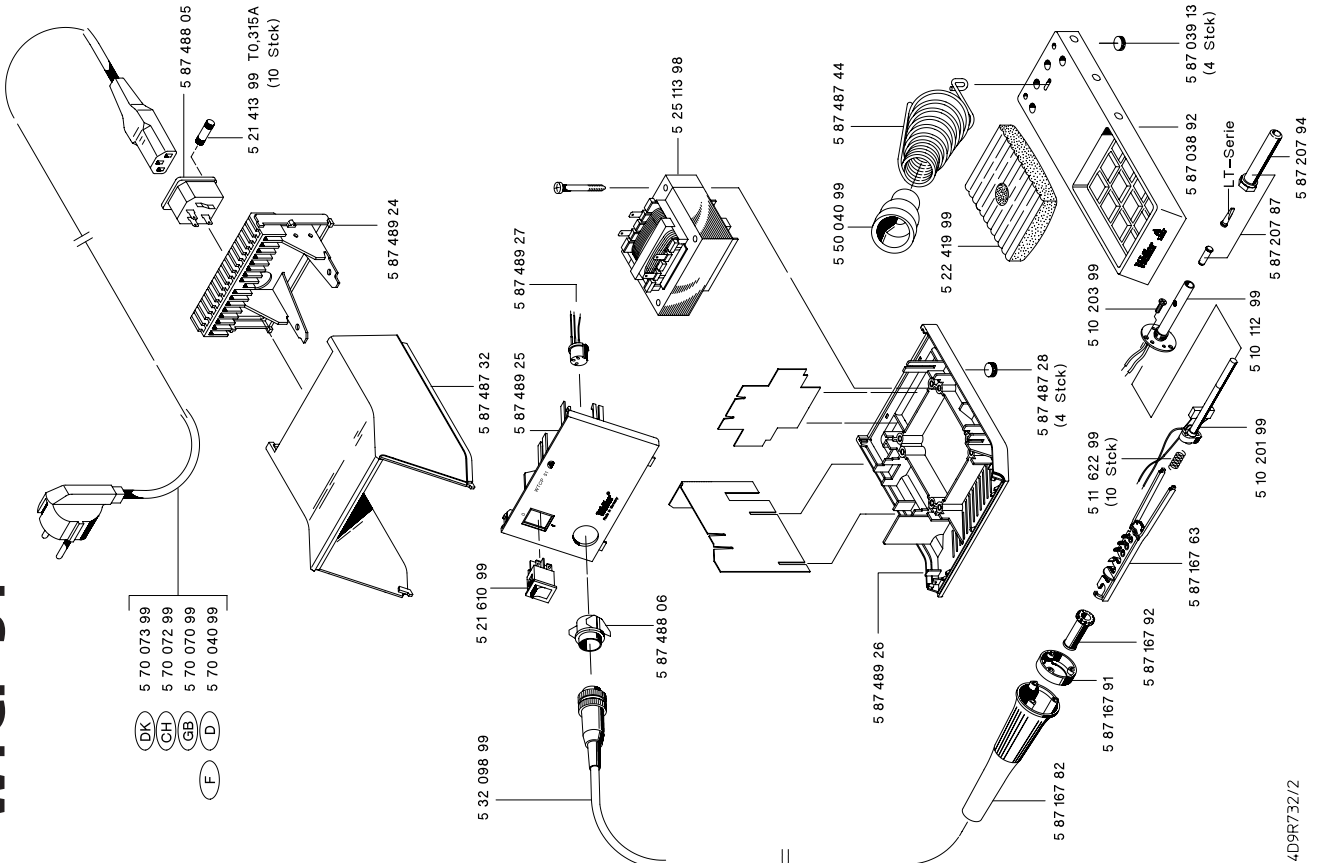 DK 5 70 073 99
CH 5 70 072 99
GB 5 70 070 99
F D 5 70 040 99
5 87 488 05
5 21 413 99 T0,315A
(10 Stck)
5 87 489 24
5 87 487 32
5 21 610 99
5 87 489 25
5 87 489 27
5 32 098 99
5 87 488 06
Weller
5 25 113 98
5 87 487 44
5 50 040 99
5 22 419 99
5 87 489 26
5 87 487 28
(4 Stck)
5 87 039 13
(4 Stck)
5 87 038 92
Weller
LT-Serie
5 87 207 94
5 87 207 87
5 10 203 99
5 10 112 99
5 11 622 99
(10 Stck)
5 10 201 99
5 87 167 63
5 87 167 92
5 87 167 91
5 87 167 82
4D9R732/2